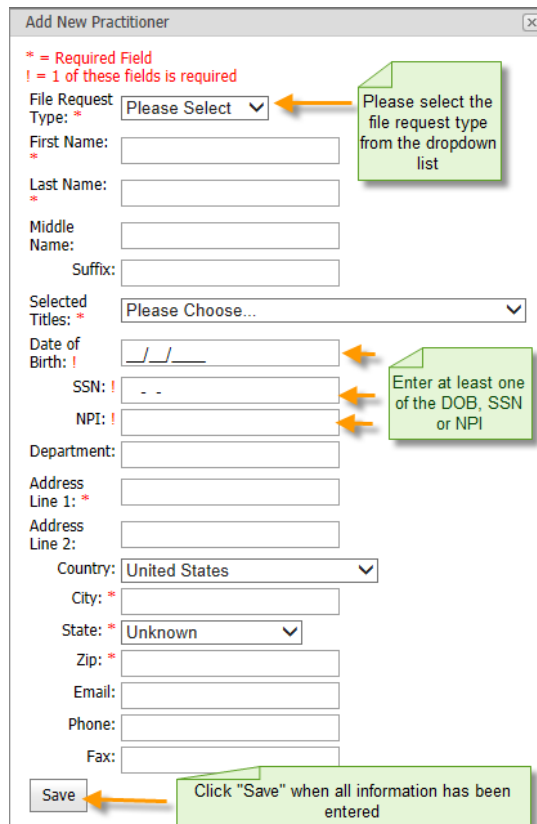 Add New Practitioner
* = Required Field
! = 1 of these fields is required
File Request
Type: *
Please Select
Please select the
file request type
from the dropdown
list
First Name:
*
Last Name:
*
Middle
Name:
Suffix:
Selected
Titles: *
Please Choose...
Date of
Birth: !
__/__/____
SSN: !
- -
NPI: !
Enter at least one
of the DOB, SSN
or NPI
Department:
Address
Line 1: *
Address
Line 2:
Country:
United States
City: *
State: *
Unknown
Zip: *
Email:
Phone:
Fax:
Save
Click "Save" when all information has been
entered